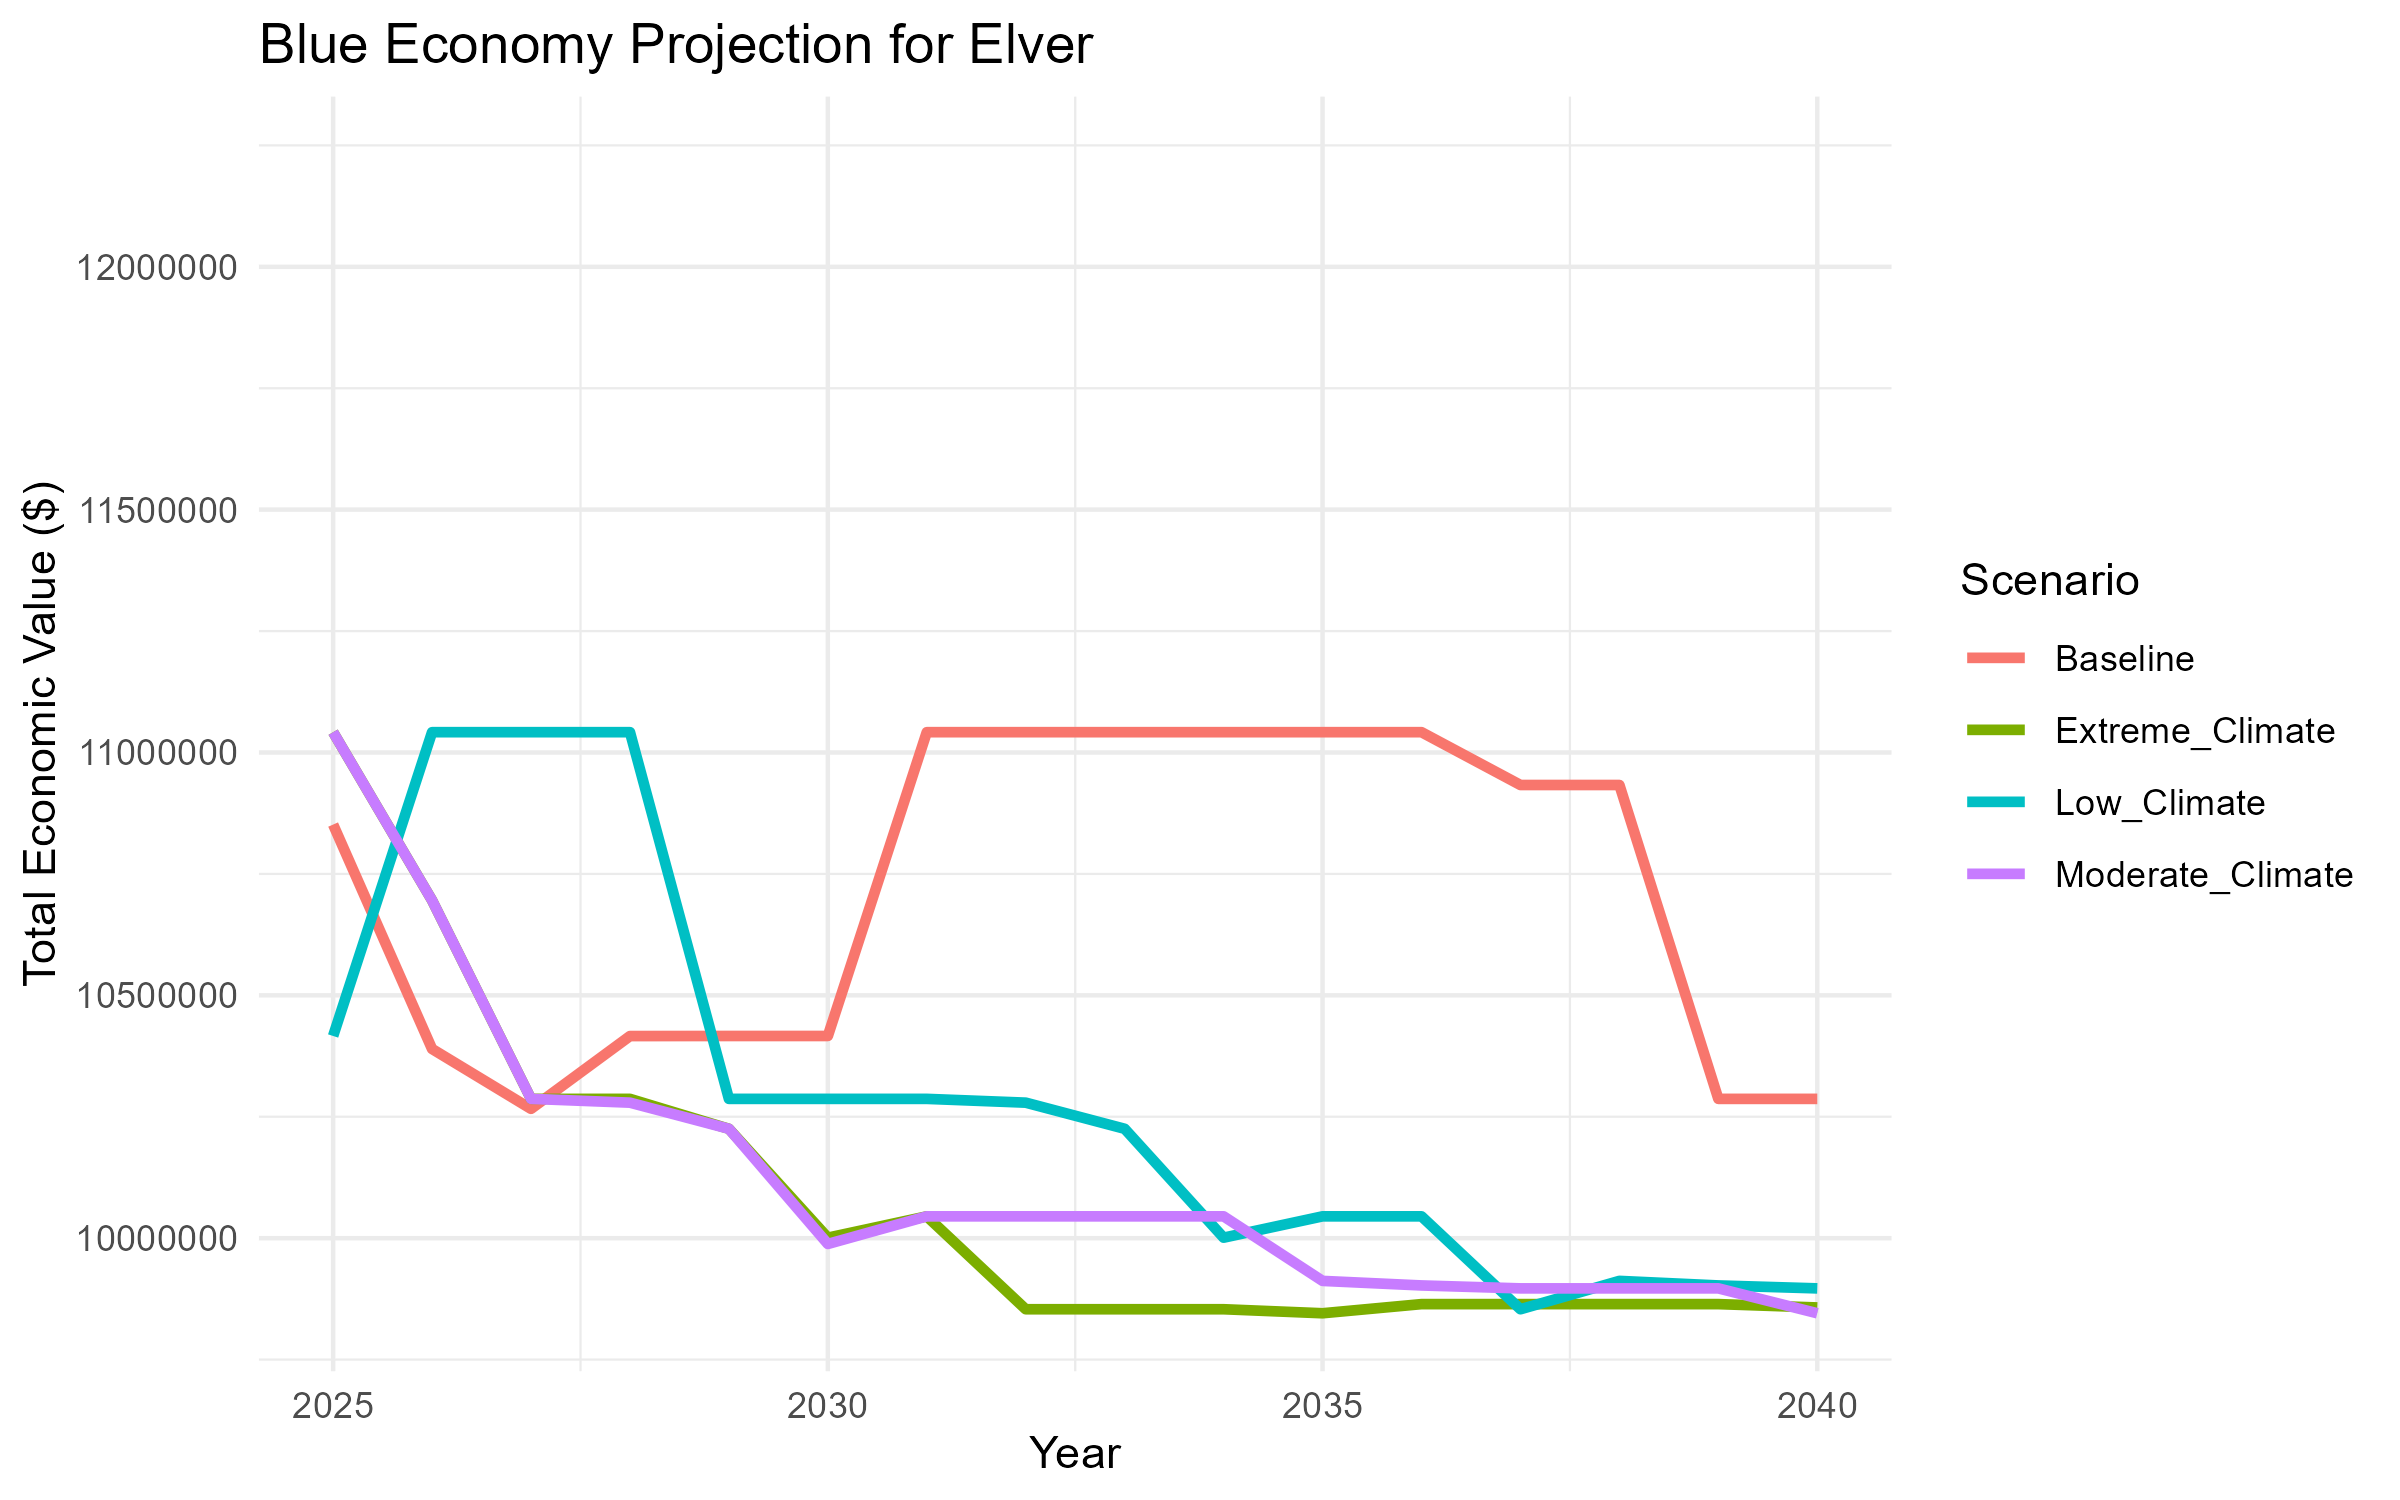 Blue Economy Projection for Elver
Total Economic Value ($)
12000000
11500000
11000000
10500000
10000000
2025
2030
2035
2040
Year
Scenario
Baseline
Extreme_Climate
Low_Climate
Moderate_Climate